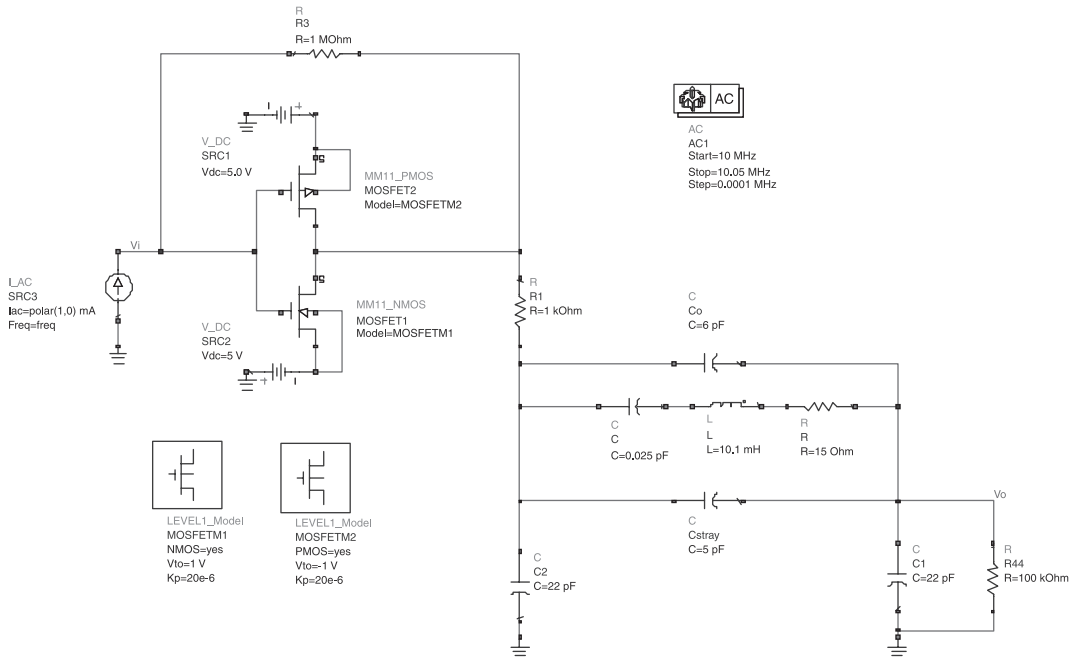 R
R3
R=1 MOhm
AC
AC
AC1
Start=10 MHz
Stop=10.05 MHz
Step=0.0001 MHz
V_DC
SRC1
Vdc=5.0 V
MM11_PMOS
MOSFET2
Model=MOSFETM2
Vi
I_AC
SRC3
Iac=polar(1,0) mA
Freq=freq
MM11_NMOS
MOSFET1
Model=MOSFETM1
V_DC
SRC2
Vdc=5 V
R
R1
R=1 kOhm
C
Co
C=6 pF
C
C
C=0.025 pF
L
L
L=10.1 mH
R
R
R=15 Ohm
LEVEL1_Model
MOSFETM1
NMOS=yes
Vto=1 V
Kp=20e-6
LEVEL1_Model
MOSFETM2
PMOS=yes
Vto=-1 V
Kp=20e-6
C
Cstray
C=5 pF
Vo
C
C2
C=22 pF
C
C1
C=22 pF
R
R44
R=100 kOhm